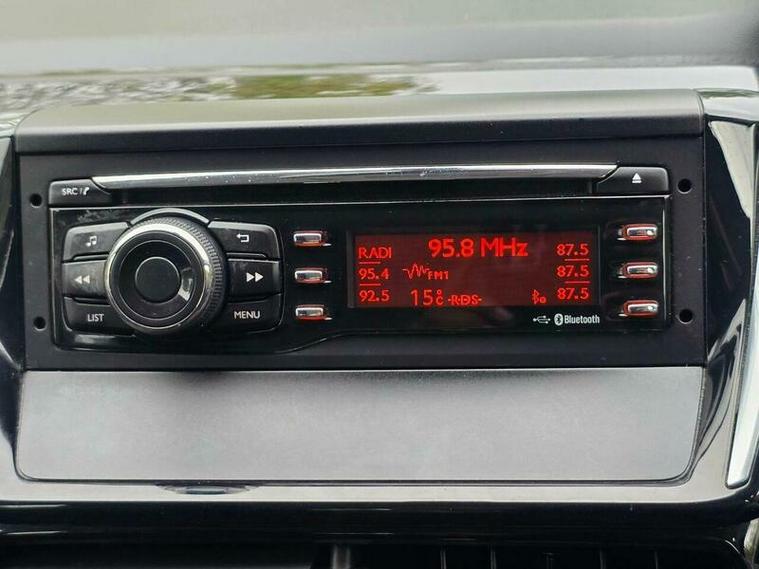 SRC/
RADI 95.8 MHz 87.5
95.4 FM1 87.5
92.5 15°C -RDS- 87.5
LIST MENU
Bluetooth